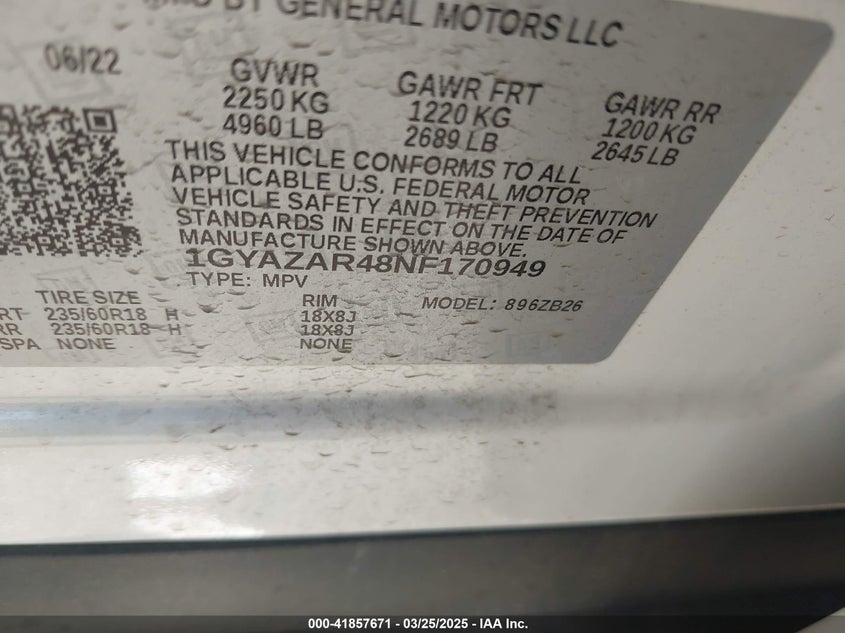 BY GENERAL MOTORS LLC
06/22
GVWR GAWR FRT GAWR RR
2250 KG 1220 KG 1200 KG
4960 LB 2689 LB 2645 LB
THIS VEHICLE CONFORMS TO ALL
APPLICABLE U.S. FEDERAL MOTOR
VEHICLE SAFETY AND THEFT PREVENTION
STANDARDS IN EFFECT ON THE DATE OF
MANUFACTURE SHOWN ABOVE.
1GYAZAR48NF170949
TYPE: MPV
TIRE SIZE RIM MODEL: 896ZB26
RT 235/60R18 H 18X8J
RR 235/60R18 H 18X8J
SPA NONE NONE
000-41857671 - 03/25/2025 - IAA Inc.